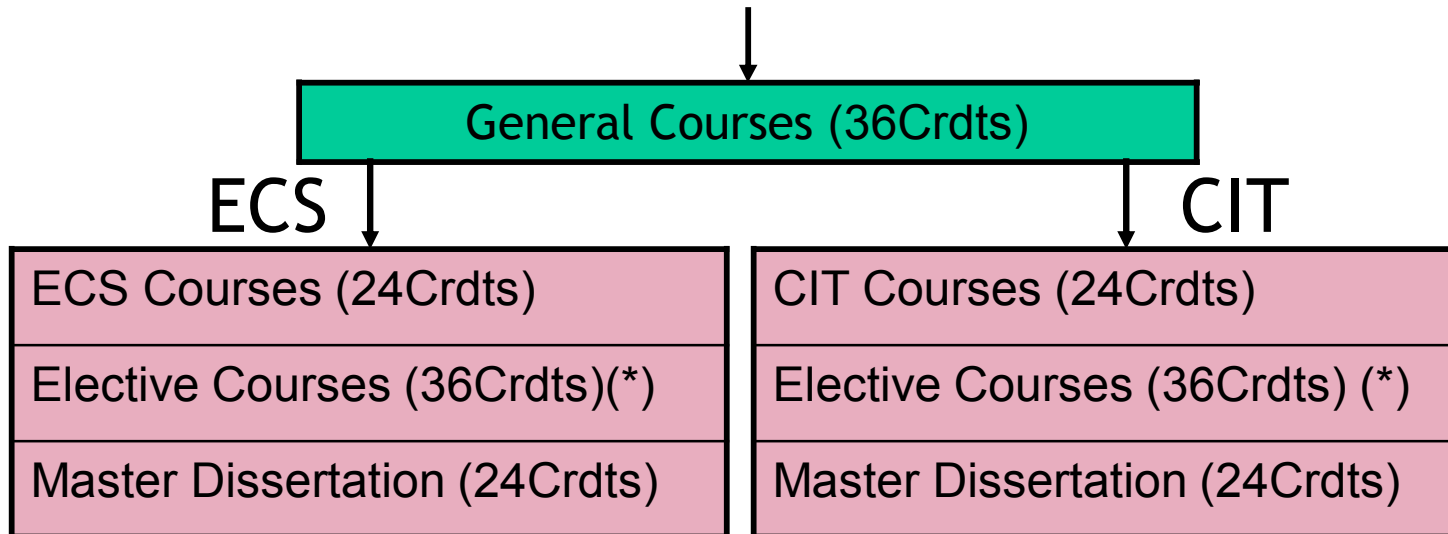 General Courses (36Crdts)
ECS
CIT
ECS Courses (24Crdts)
Elective Courses (36Crdts)(*)
Master Dissertation (24Crdts)
CIT Courses (24Crdts)
Elective Courses (36Crdts) (*)
Master Dissertation (24Crdts)